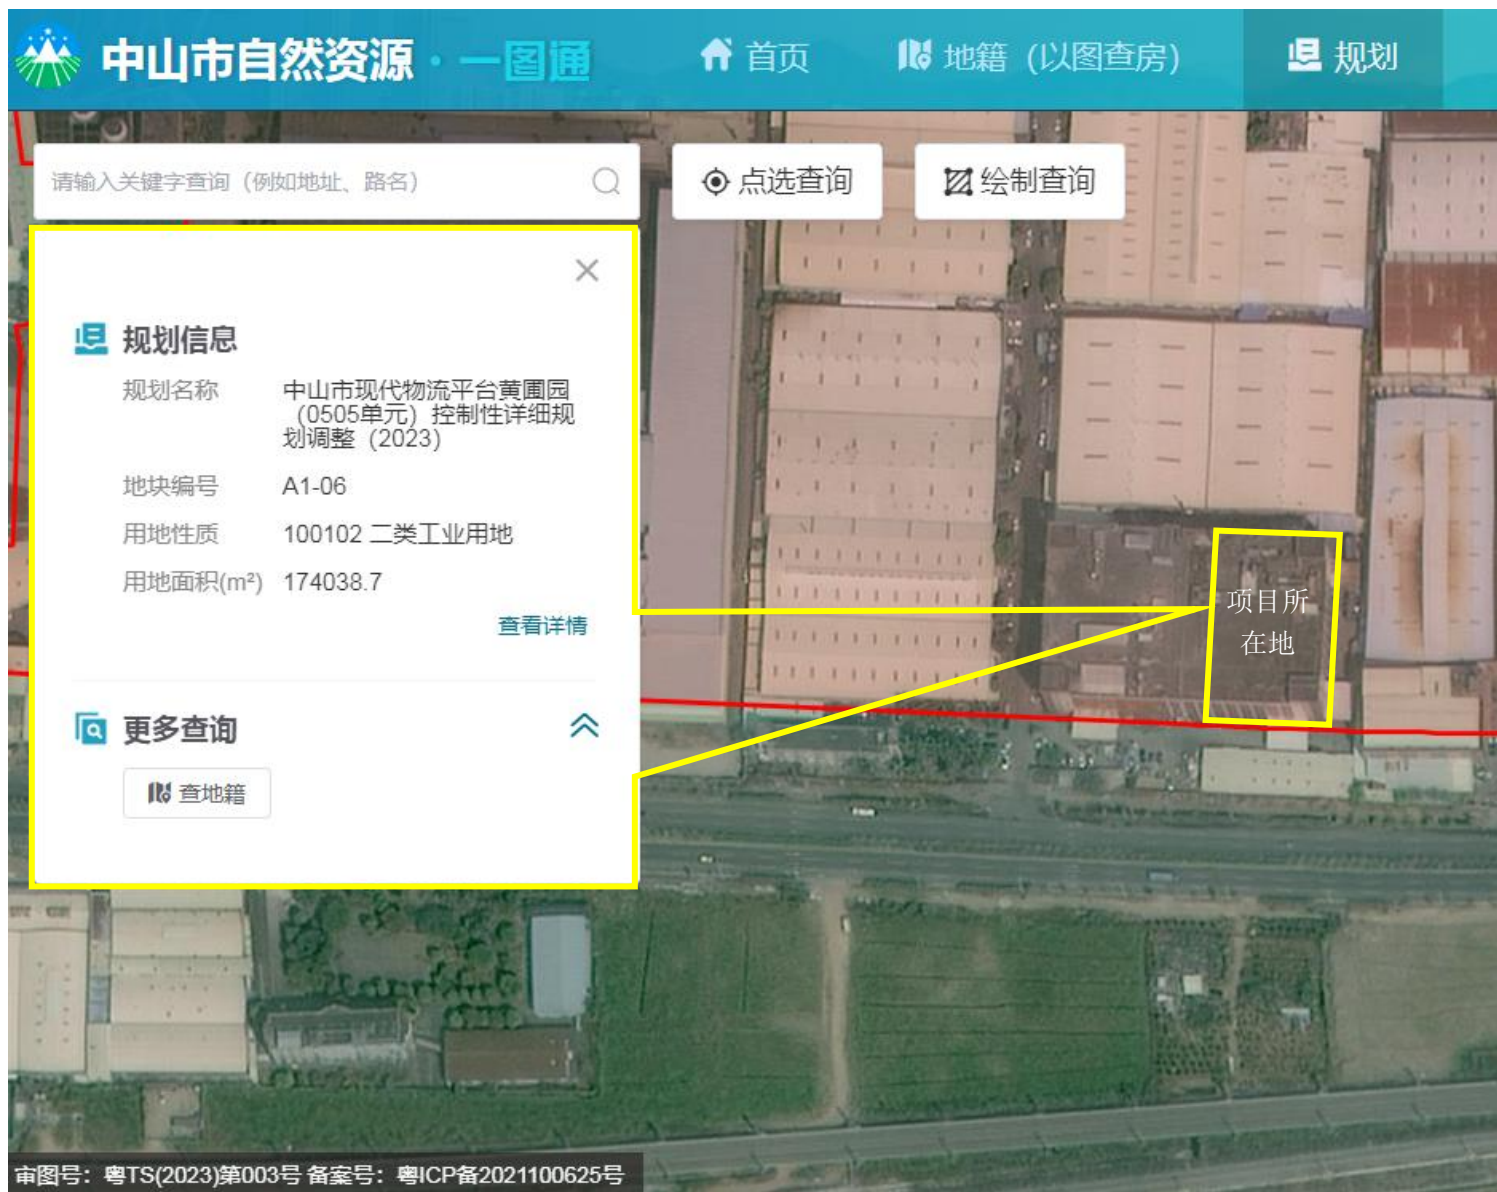 中山市自然资源·一图通
首页
地籍（以图查房）
规划
请输入关键字查询（例如地址、路名）
点选查询
绘制查询
规划信息
规划名称
中山市现代物流平台黄圃园
（0505单元）控制性详细规
划调整（2023）
地块编号
A1-06
用地性质
100102 二类工业用地
用地面积(m²)
174038.7
查看详情
更多查询
查地籍
项目所
在地
审图号：粤TS(2023)第003号 备案号：粤ICP备2021100625号